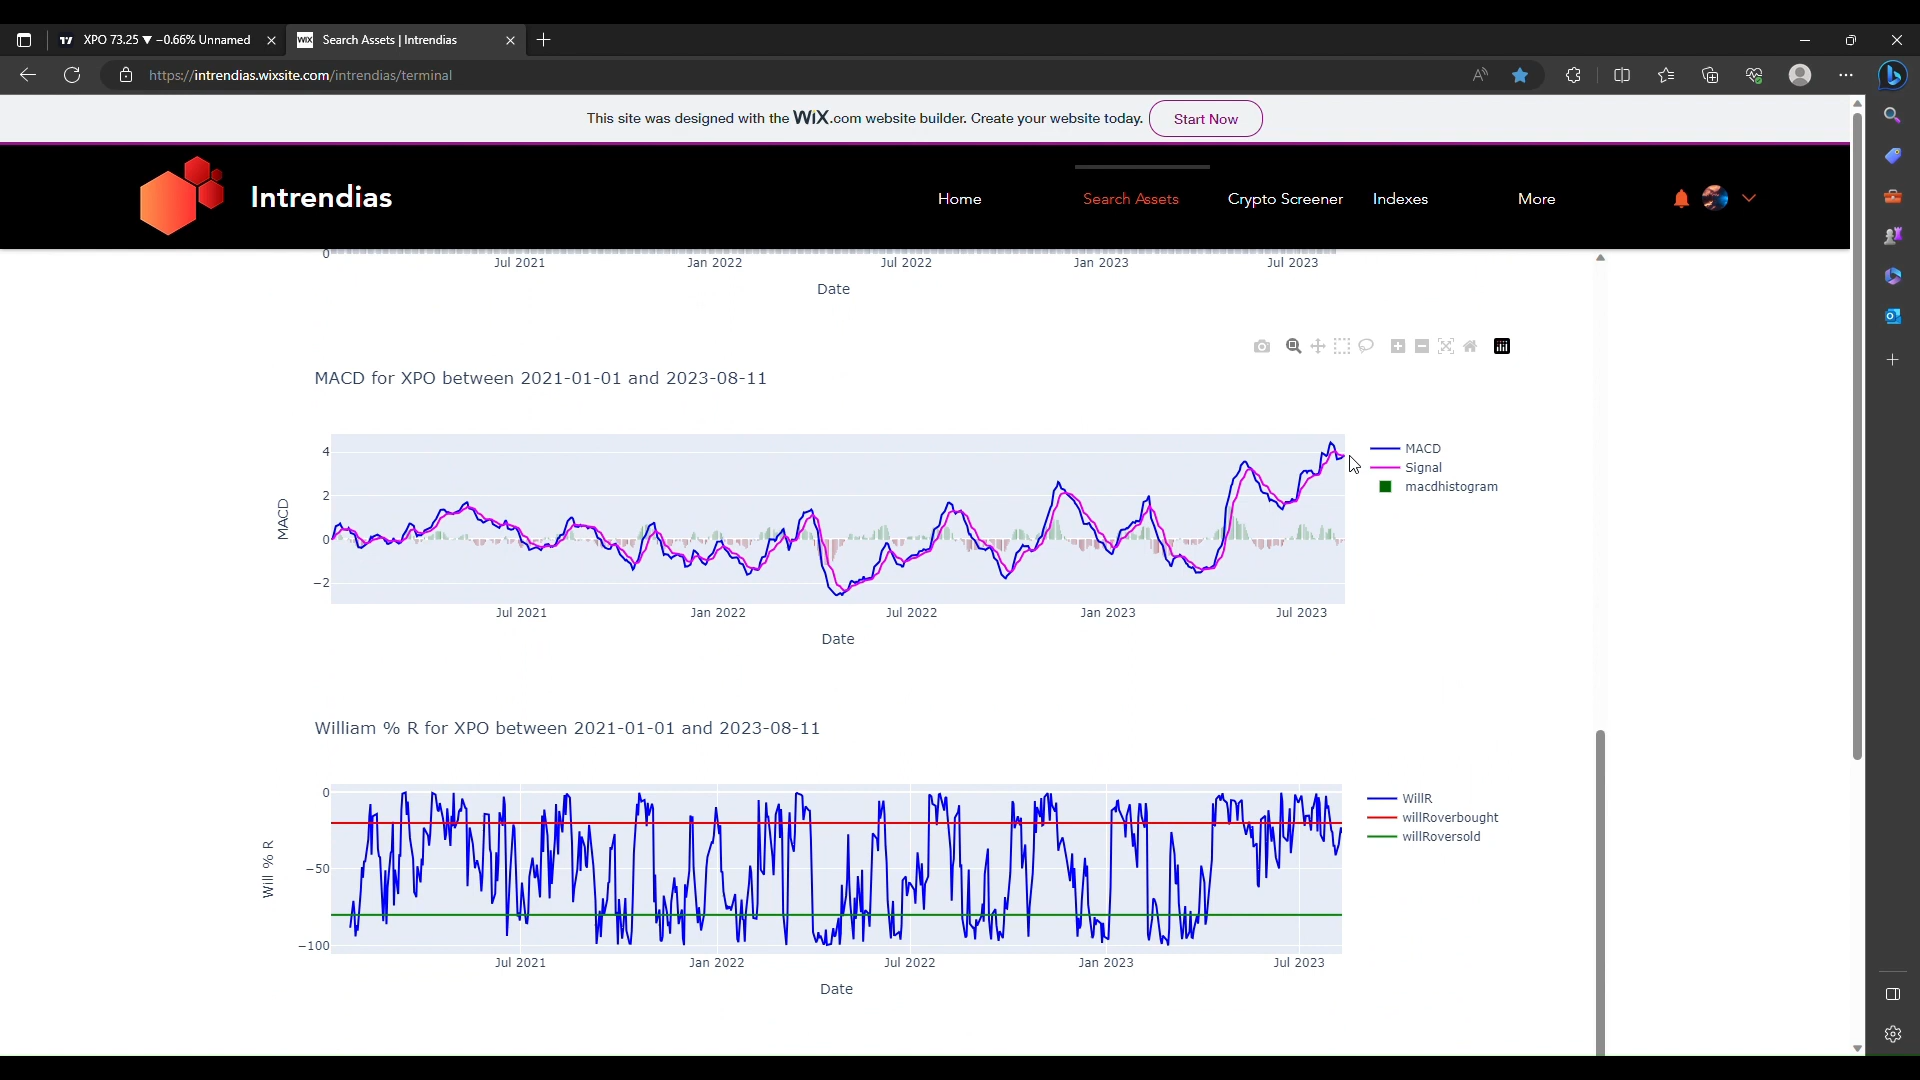 XPO 73.25 ▼ −0.66% Unnamed
Search Assets | Intrendias
https://intrendias.wixsite.com/intrendias/terminal
This site was designed with the WiX.com website builder. Create your website today.
Start Now
Intrendias
Home
Search Assets
Crypto Screener
Indexes
More
0
Jul 2021
Jan 2022
Jul 2022
Jan 2023
Jul 2023
Date
MACD for XPO between 2021-01-01 and 2023-08-11
MACD
4
2
0
−2
MACD
Signal
macdhistogram
Jul 2021
Jan 2022
Jul 2022
Jan 2023
Jul 2023
Date
William % R for XPO between 2021-01-01 and 2023-08-11
Will % R
0
−50
−100
WillR
willRoverbought
willRoversold
Jul 2021
Jan 2022
Jul 2022
Jan 2023
Jul 2023
Date